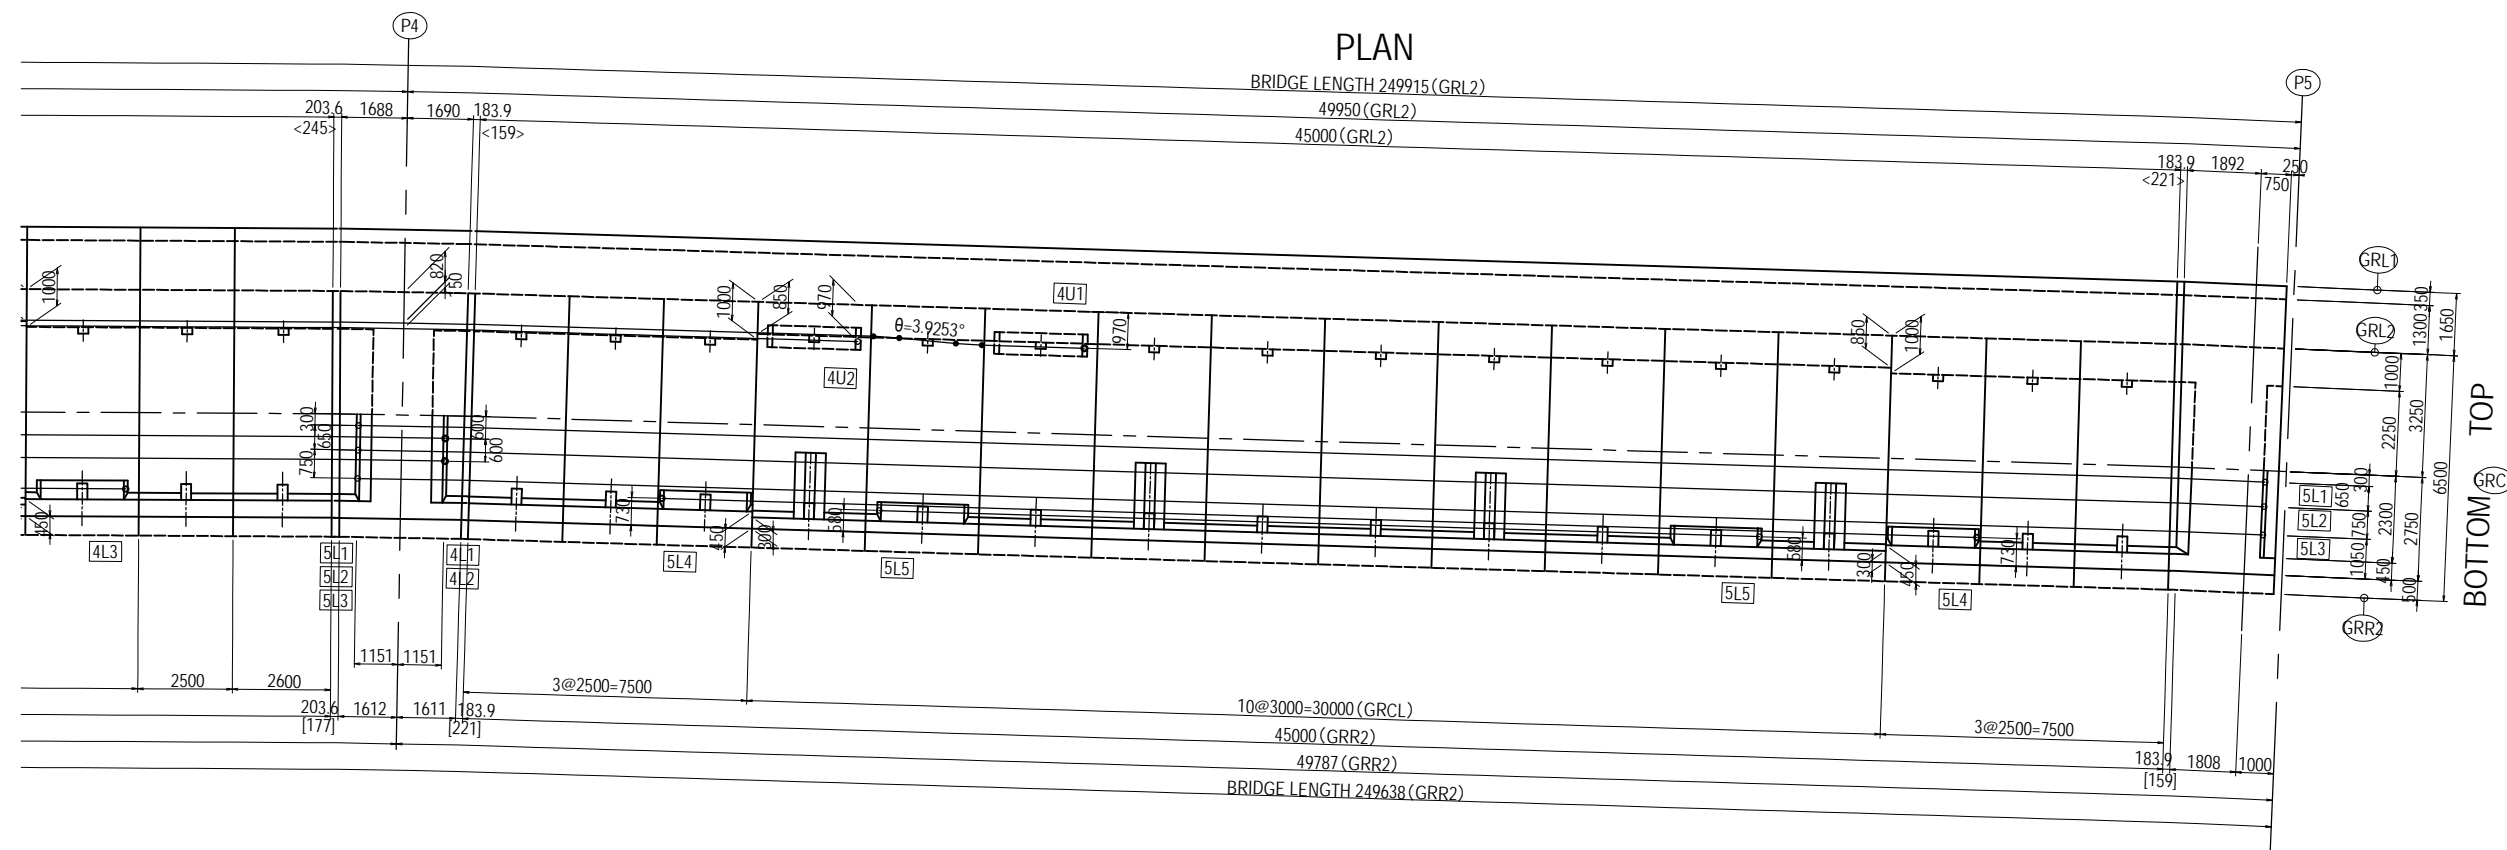 P4
PLAN
P5
BRIDGE LENGTH 249915(GRL2)
49950(GRL2)
45000(GRL2)
203.6
1688
1690
183.9
<245>
<159>
183.9
1892
250
<221>
750
GRL1
GRL2
350
1300
1650
1000
820
150
1000
850
970
4U1
970
θ=3.9253°
4U2
850
1000
1000
2250
3250
6500
TOP
300
650
750
600
600
GRC
300
650
750
1050
2300
450
2750
500
5L1
5L2
5L3
BOTTOM
GRR2
450
730
450
300
580
580
300
450
730
4L3
5L1
5L2
5L3
4L1
4L2
5L4
5L5
5L5
5L4
1151
1151
2500
2600
3@2500=7500
10@3000=30000(GRCL)
3@2500=7500
203.6
1612
1611
183.9
[177]
[221]
45000(GRR2)
183.9
1808
1000
[159]
49787(GRR2)
BRIDGE LENGTH 249638(GRR2)